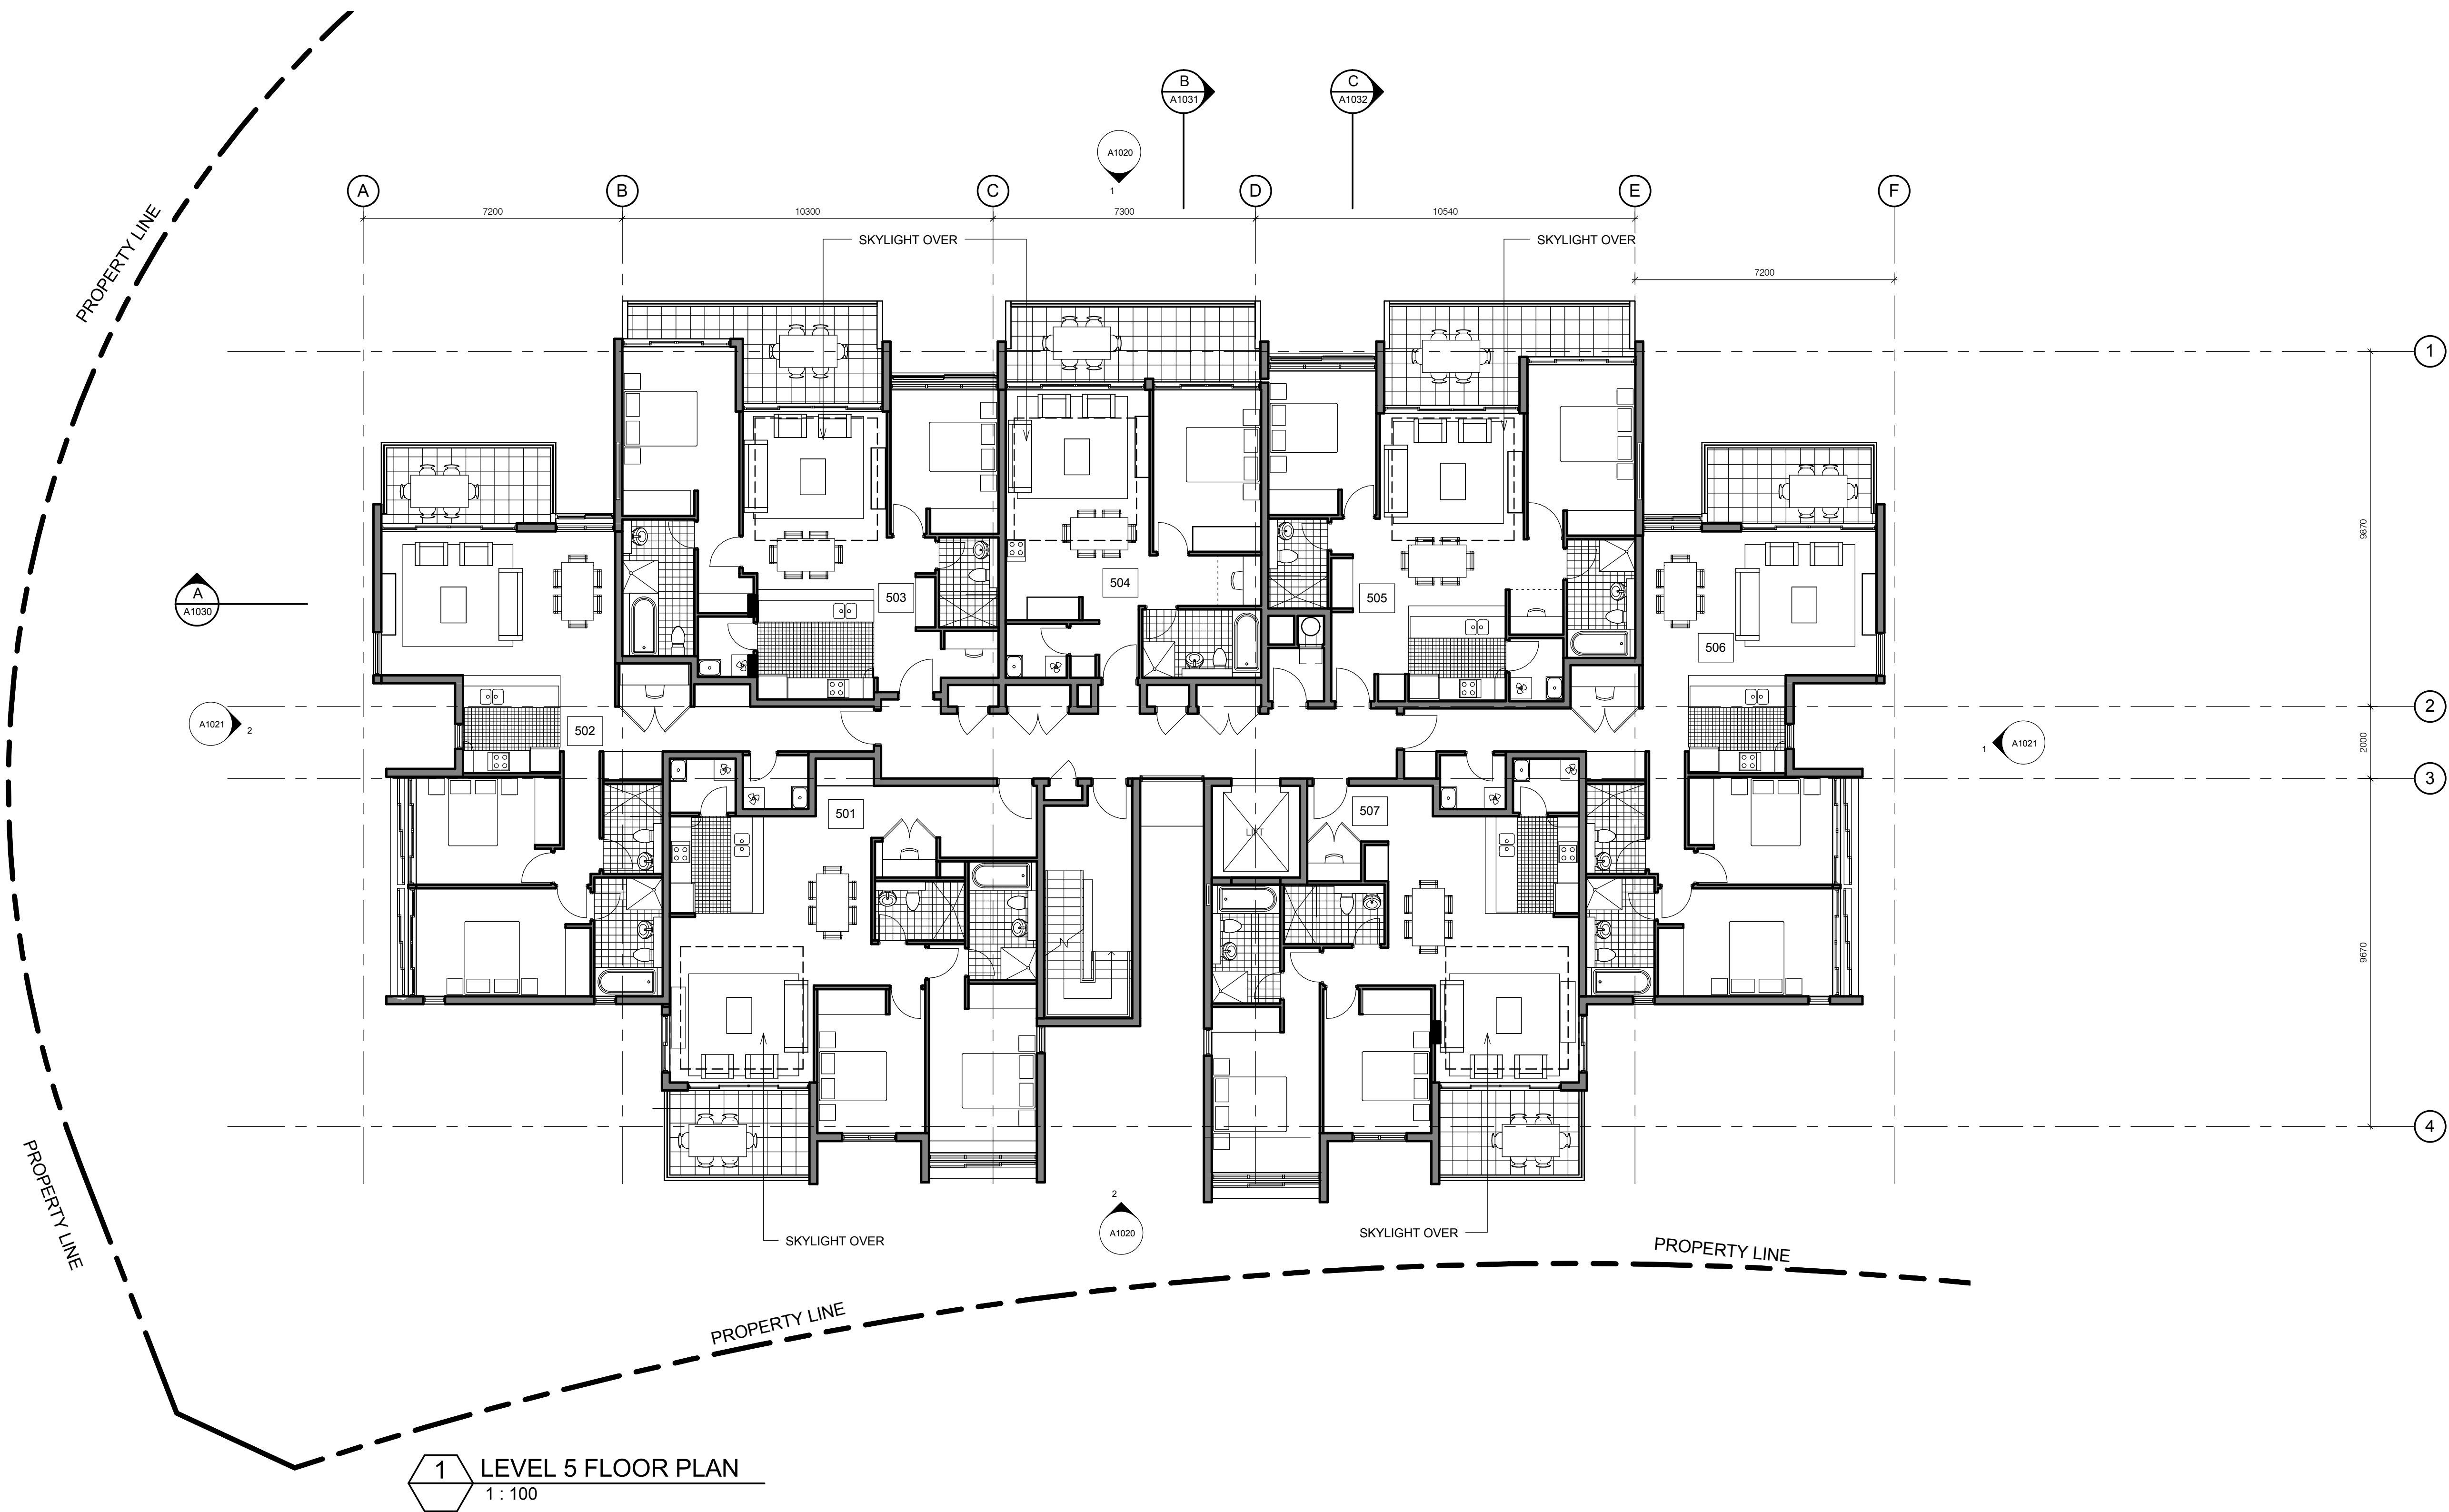 B
A1031
C
A1032
A1020
1
A
B
C
D
E
F
7200
10300
7300
10540
SKYLIGHT OVER
SKYLIGHT OVER
7200
PROPERTY LINE
1
9870
503
504
505
A
A1030
506
502
A1021
2
2
2000
1
A1021
3
501
507
LIFT
9670
4
PROPERTY LINE
2
A1020
SKYLIGHT OVER
SKYLIGHT OVER
PROPERTY LINE
PROPERTY LINE
1
LEVEL 5 FLOOR PLAN
1 : 100